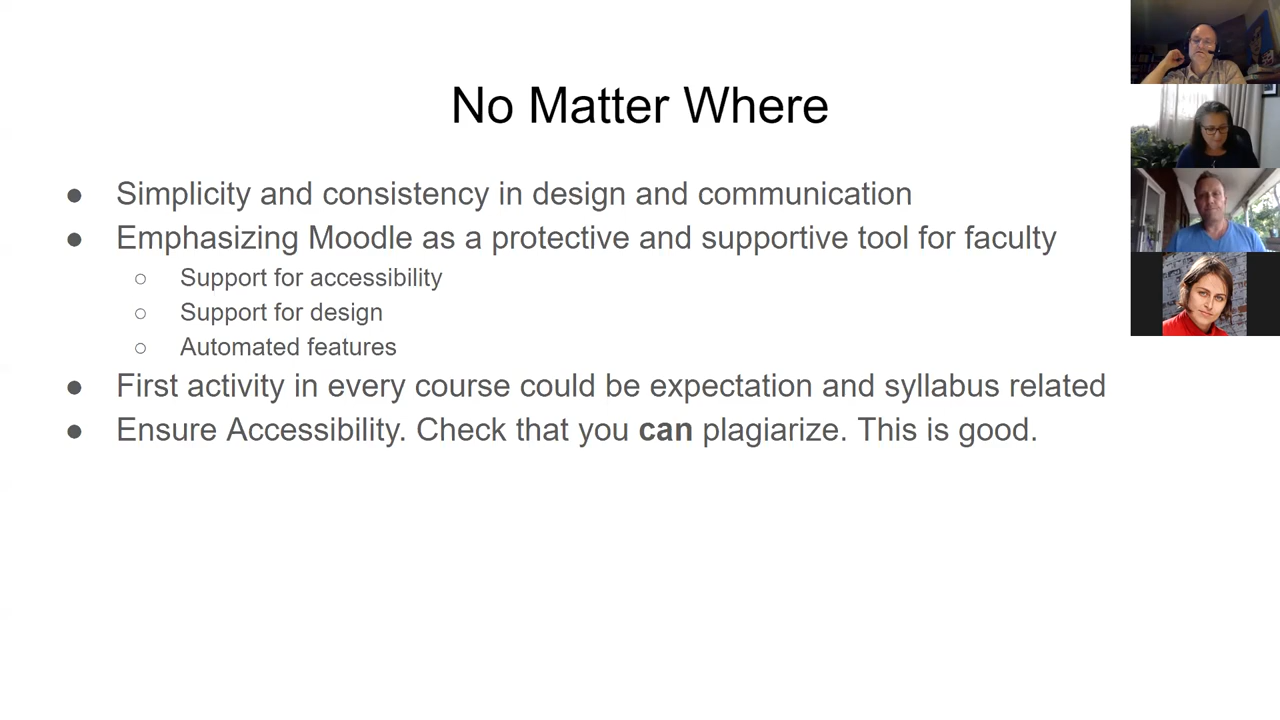 No Matter Where
● Simplicity and consistency in design and communication
● Emphasizing Moodle as a protective and supportive tool for faculty
○ Support for accessibility
○ Support for design
○ Automated features
● First activity in every course could be expectation and syllabus related
● Ensure Accessibility. Check that you can plagiarize. This is good.